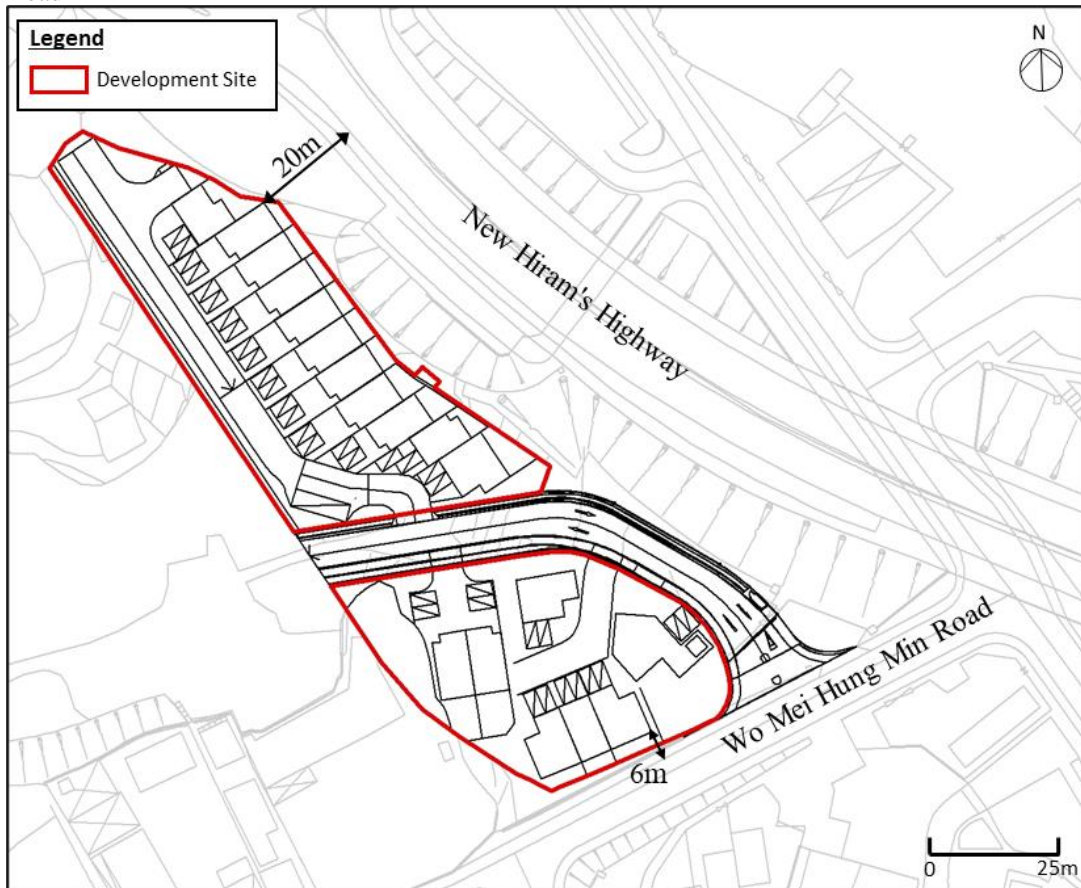 Legend
Development Site
N
20m
New Hiram's Highway
Wo Mei Hung Min Road
6m
0 25m